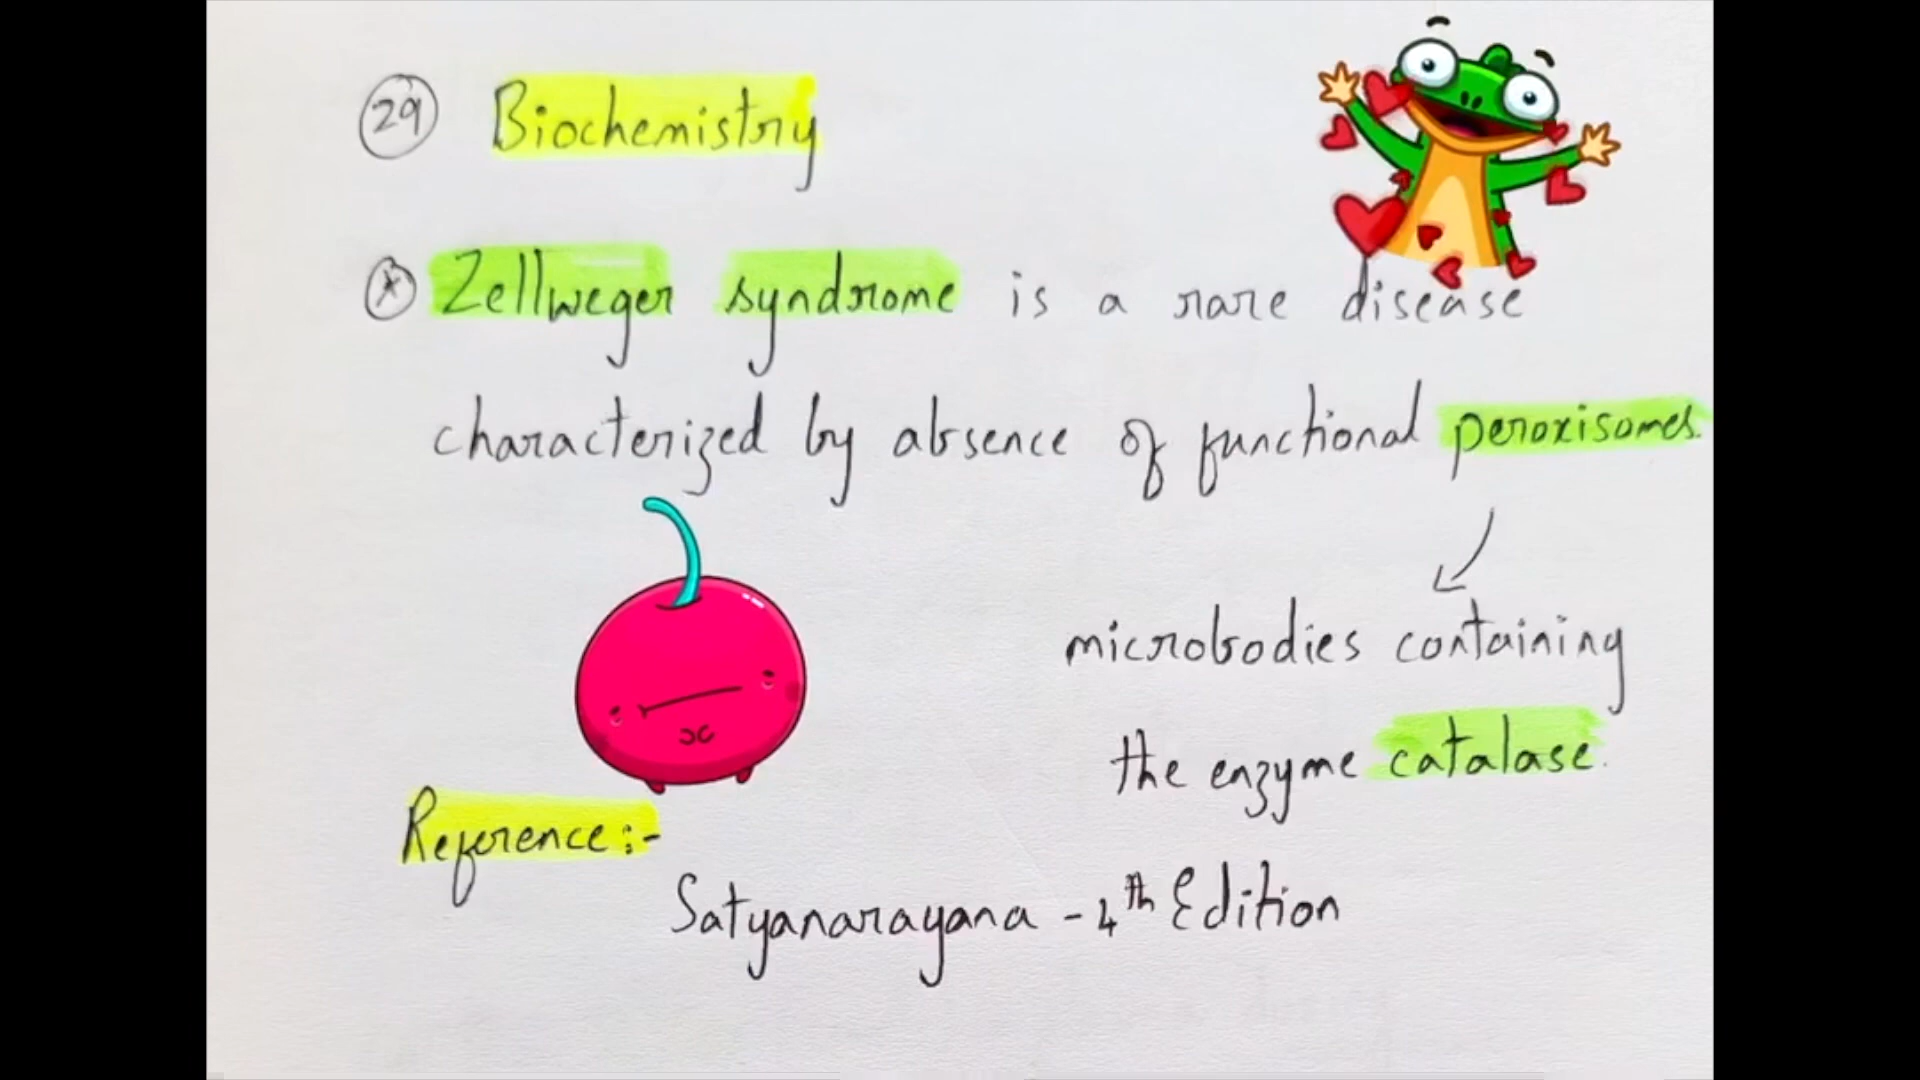 29 Biochemistry
Zellweger syndrome is a rare disease
characterized by absence of functional peroxisomes.
microbodies containing
the enzyme catalase.
Reference:-
Satyanarayana - 4th Edition